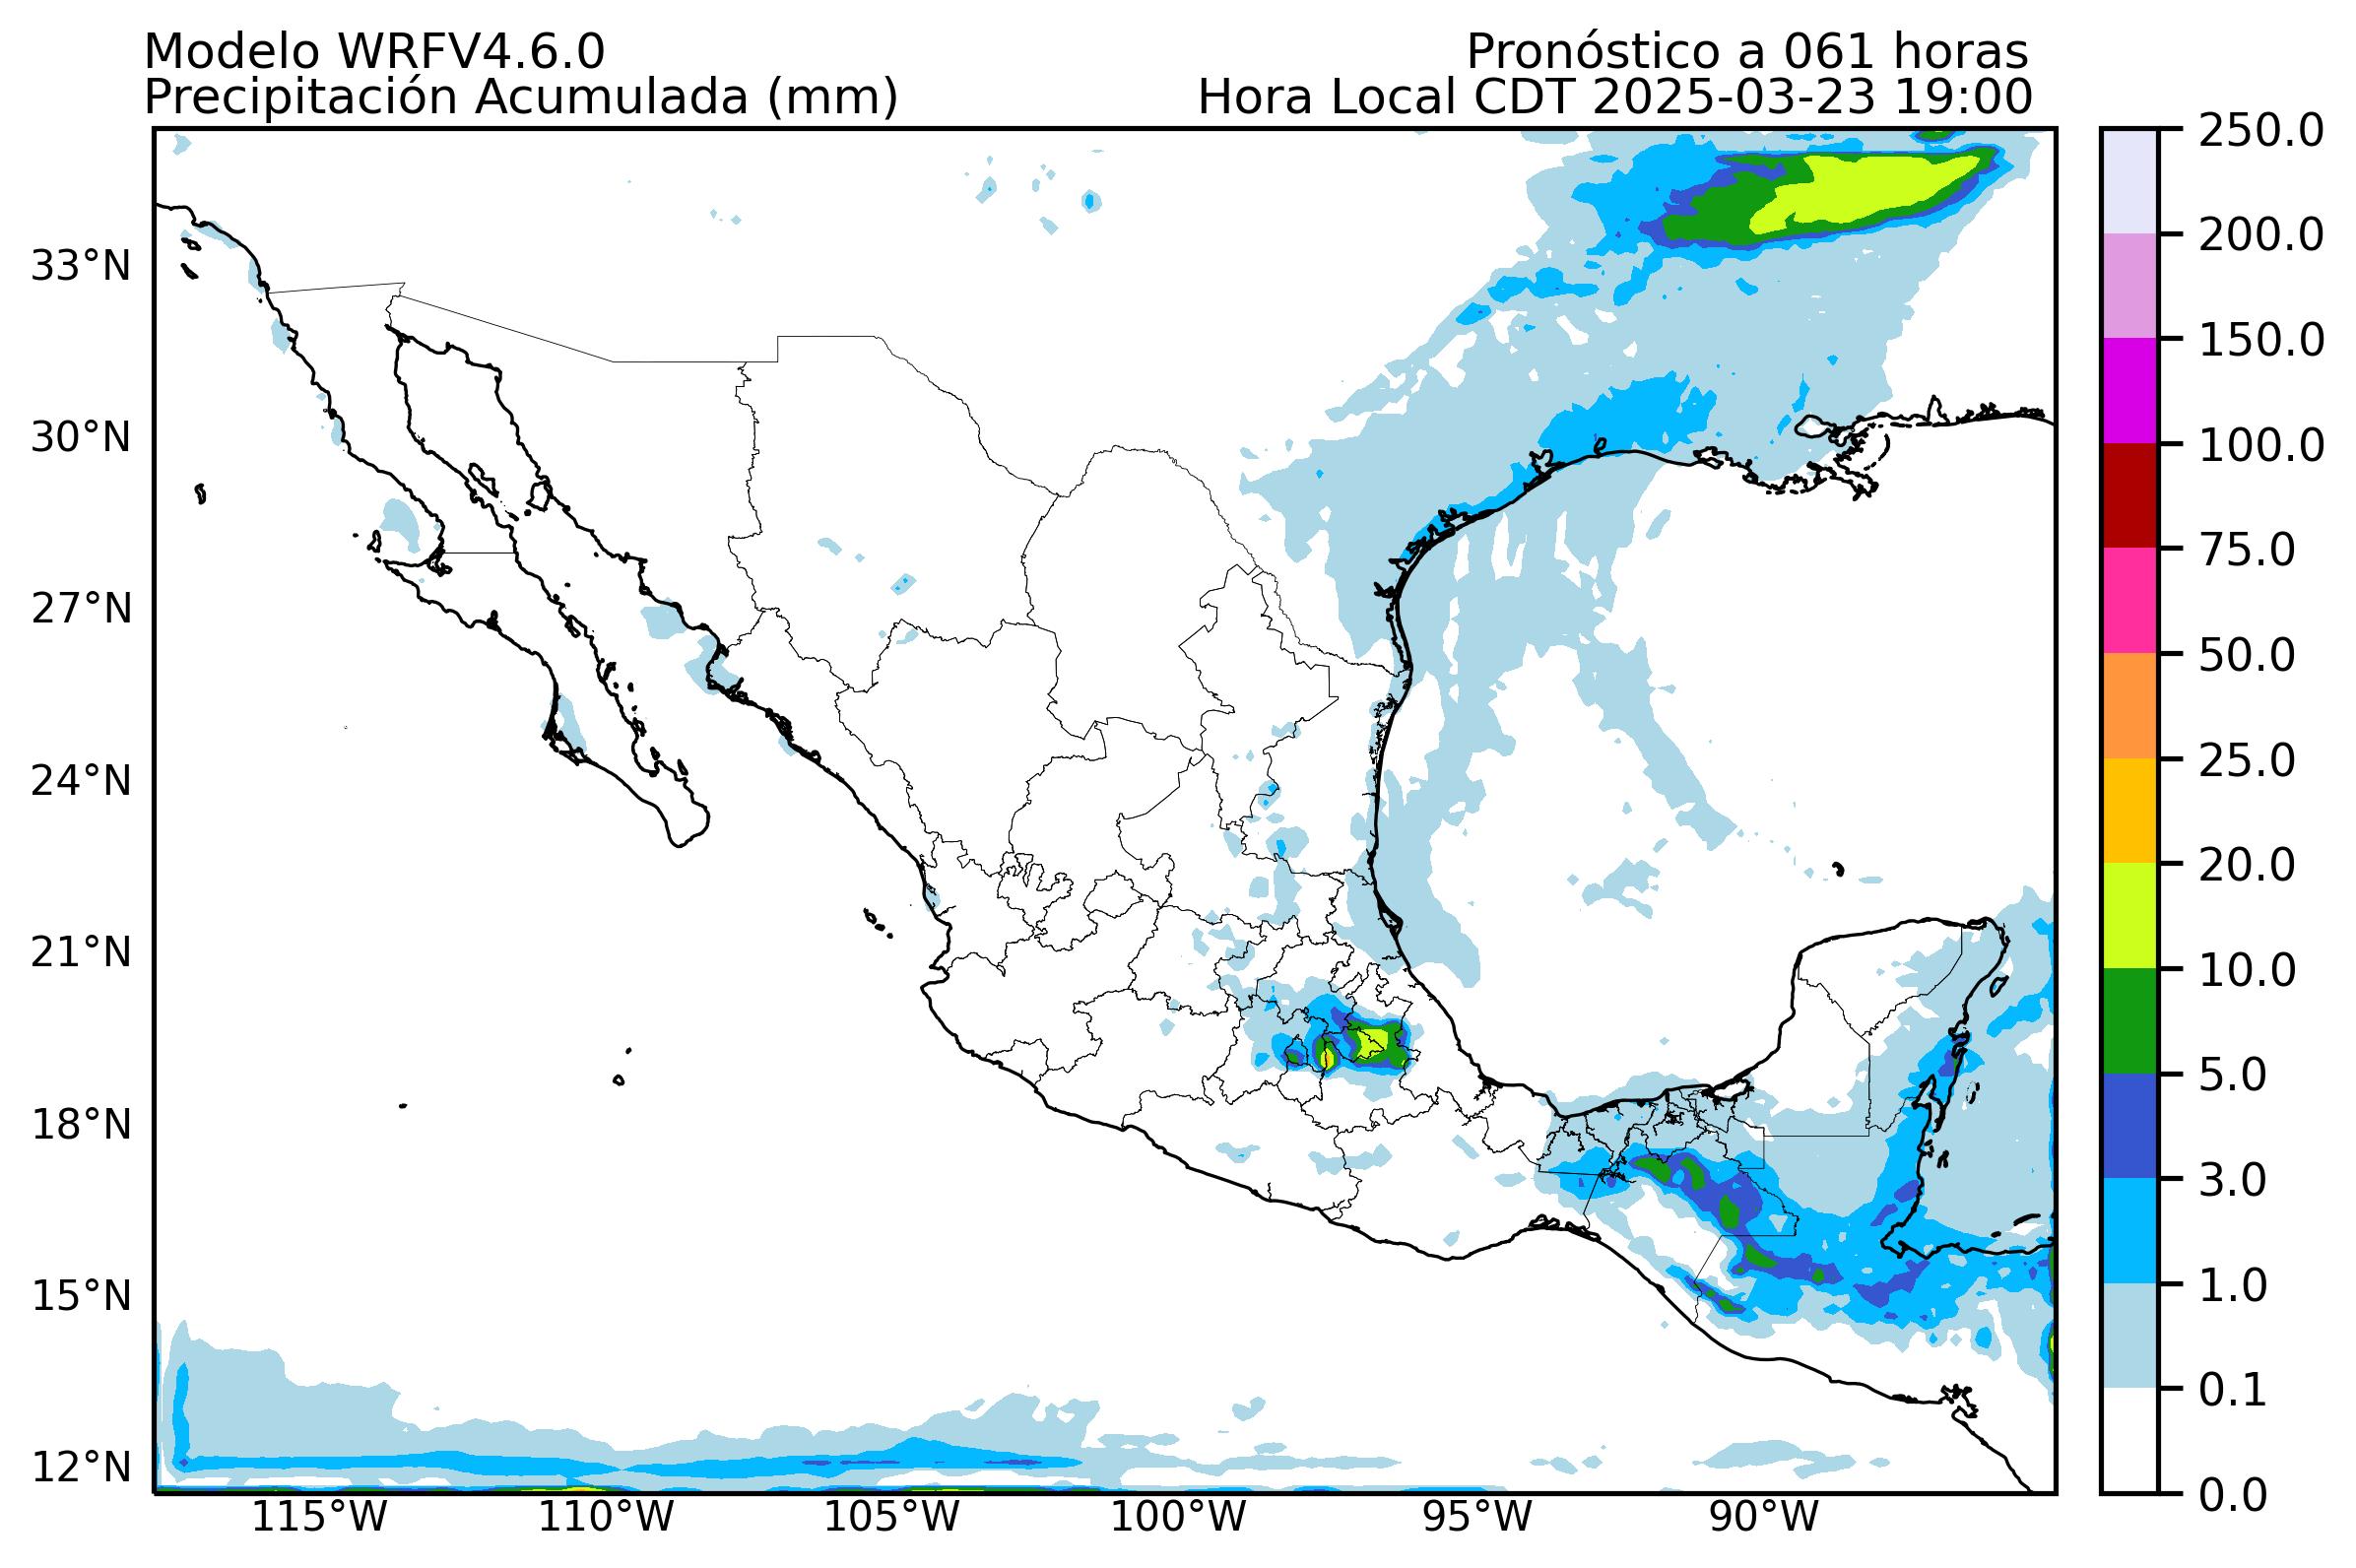 Modelo WRFV4.6.0
Pronóstico a 061 horas
Precipitación Acumulada (mm)
Hora Local CDT 2025-03-23 19:00
250.0
200.0
150.0
100.0
75.0
50.0
25.0
20.0
10.0
5.0
3.0
1.0
0.1
0.0
33°N
30°N
27°N
24°N
21°N
18°N
15°N
12°N
115°W
110°W
105°W
100°W
95°W
90°W